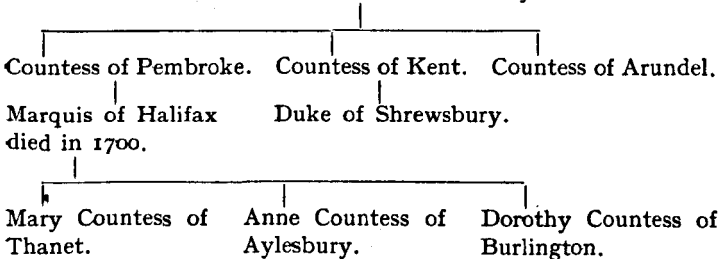 Countess of Pembroke. Countess of Kent. Countess of Arundel.
Marquis of Halifax Duke of Shrewsbury.
died in 1700.
Mary Countess of Anne Countess of Dorothy Countess of
Thanet. Aylesbury. Burlington.